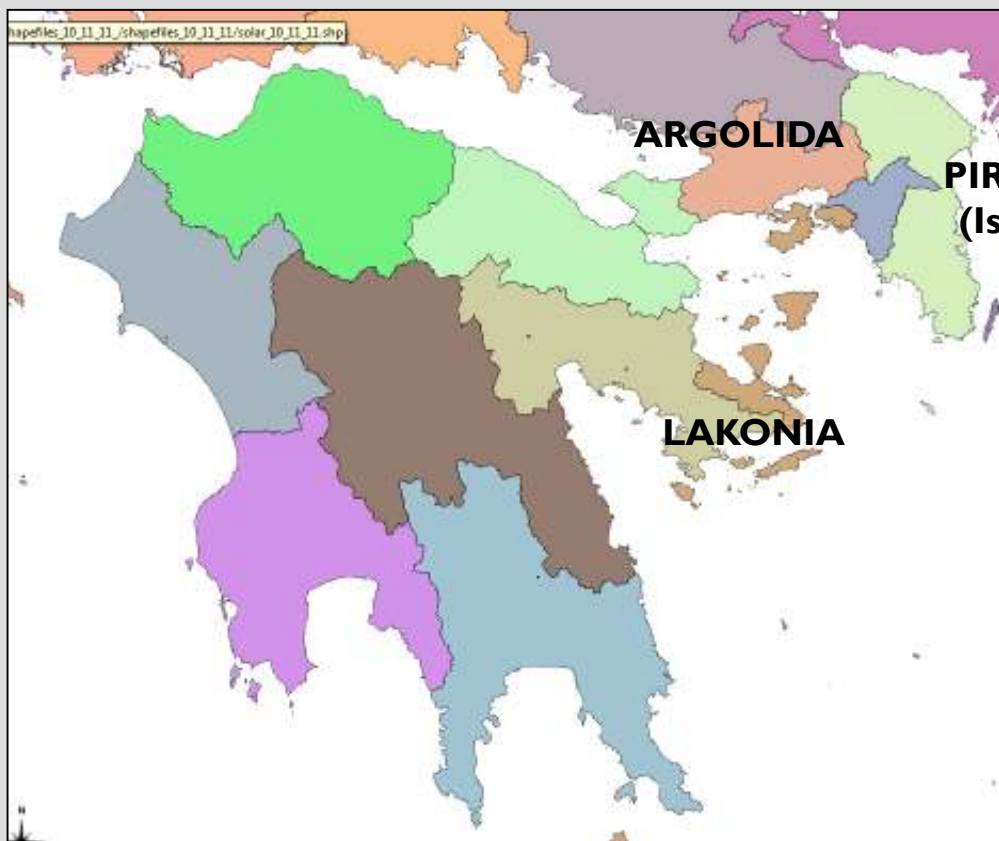 hapefiles_10_11_11_/shapefiles_10_11_11/solar_10_11_11.shp
ARGOLIDA
PIR
(Is
LAKONIA
N